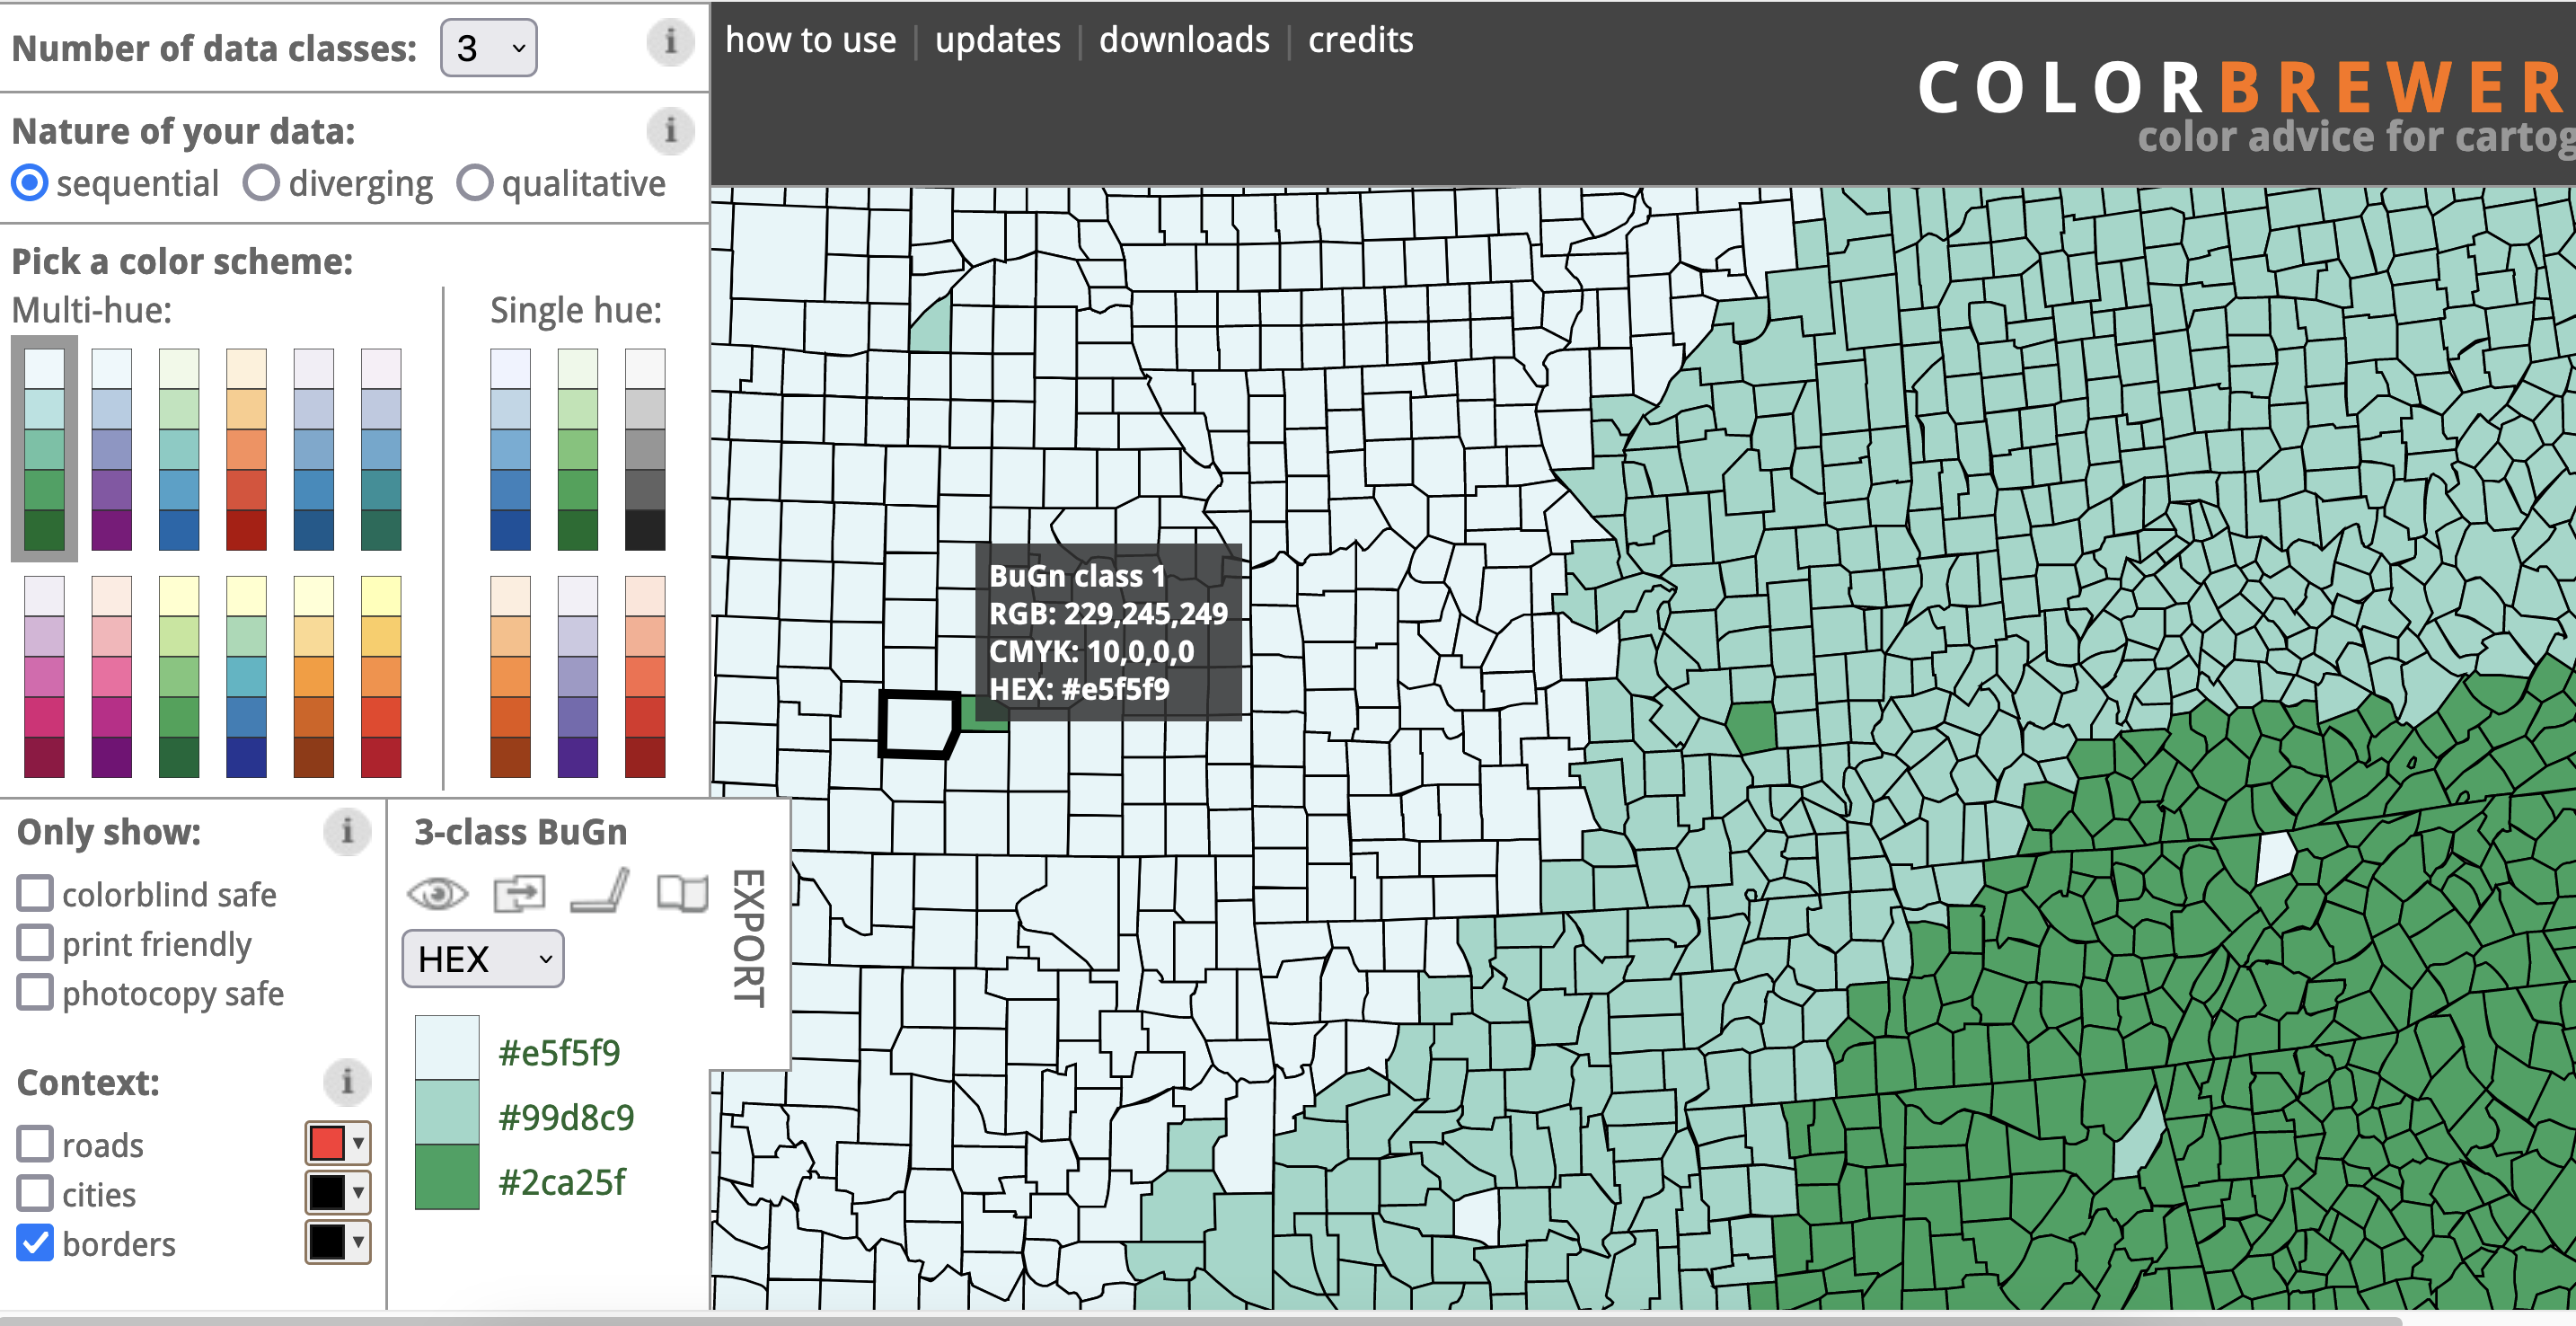 Number of data classes: 3
Nature of your data:
sequential diverging qualitative
Pick a color scheme:
Multi-hue: Single hue:
Only show:
colorblind safe
print friendly
photocopy safe
Context:
roads
cities
borders
3-class BuGn
EXPORT
HEX
#e5f5f9
#99d8c9
#2ca25f
how to use | updates | downloads | credits
COLORBREWER
color advice for cartog
BuGn class 1
RGB: 229,245,249
CMYK: 10,0,0,0
HEX: #e5f5f9